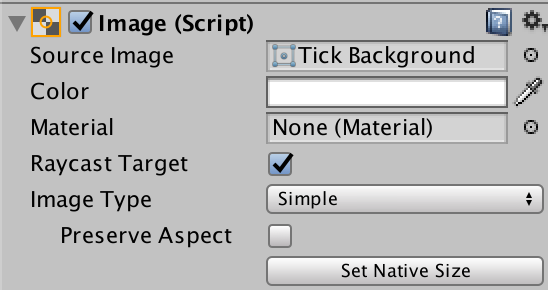 Image (Script)
Source Image Tick Background
Color
Material None (Material)
Raycast Target
Image Type Simple
Preserve Aspect
Set Native Size